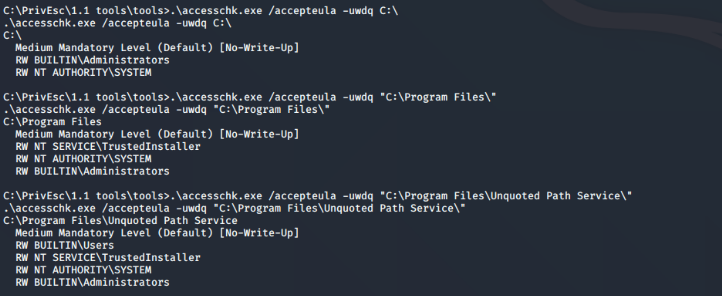 C:\PrivEsc\1.1 tools\tools>.\accesschk.exe /accepteula -uwdq C:\
.\accesschk.exe /accepteula -uwdq C:\
C:\
  Medium Mandatory Level (Default) [No-Write-Up]
  RW BUILTIN\Administrators
  RW NT AUTHORITY\SYSTEM

C:\PrivEsc\1.1 tools\tools>.\accesschk.exe /accepteula -uwdq "C:\Program Files\"
.\accesschk.exe /accepteula -uwdq "C:\Program Files\"
C:\Program Files
  Medium Mandatory Level (Default) [No-Write-Up]
  RW NT SERVICE\TrustedInstaller
  RW NT AUTHORITY\SYSTEM
  RW BUILTIN\Administrators

C:\PrivEsc\1.1 tools\tools>.\accesschk.exe /accepteula -uwdq "C:\Program Files\Unquoted Path Service\"
.\accesschk.exe /accepteula -uwdq "C:\Program Files\Unquoted Path Service\"
C:\Program Files\Unquoted Path Service
  Medium Mandatory Level (Default) [No-Write-Up]
  RW BUILTIN\Users
  RW NT SERVICE\TrustedInstaller
  RW NT AUTHORITY\SYSTEM
  RW BUILTIN\Administrators